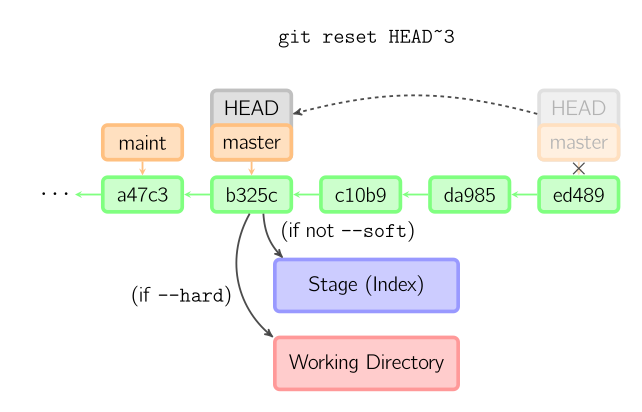 git reset HEAD~3
HEAD HEAD
maint master master
... a47c3 b325c c10b9 da985 ed489
(if not --soft)
Stage (Index)
(if --hard)
Working Directory